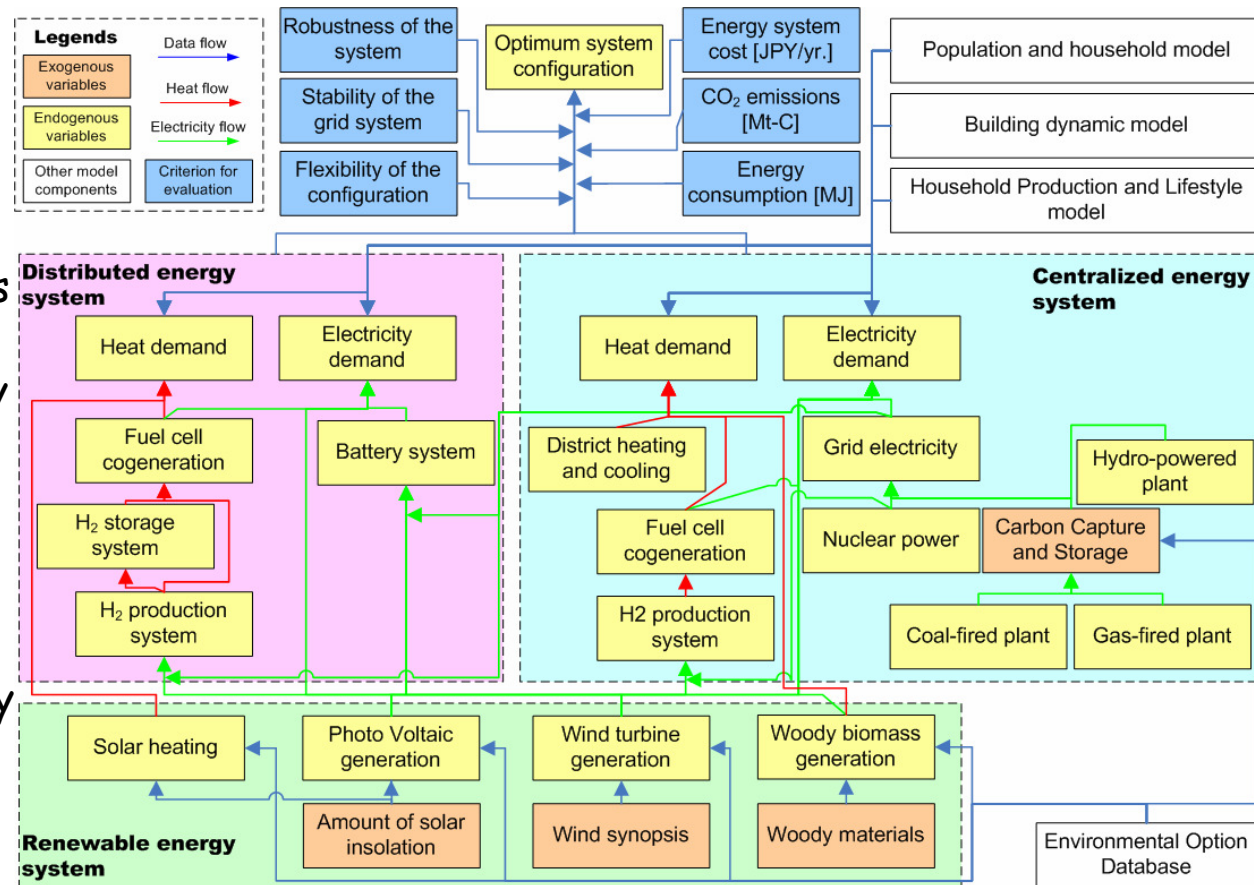 Legends
Data flow
Exogenous
variables
Heat flow
Endogenous
variables
Electricity flow
Other model
components
Criterion for
evaluation
Robustness of the
system
Stability of the
grid system
Flexibility of the
configuration
Optimum system
configuration
Energy system
cost [JPY/yr.]
CO₂ emissions
[Mt-C]
Energy
consumption [MJ]
Population and household model
Building dynamic model
Household Production and Lifestyle
model
s
y
y
Distributed energy
system
Heat demand
Electricity
demand
Fuel cell
cogeneration
Battery system
H₂ storage
system
H₂ production
system
Centralized energy
system
Heat demand
Electricity
demand
District heating
and cooling
Grid electricity
Hydro-powered
plant
Fuel cell
cogeneration
Nuclear power
Carbon Capture
and Storage
H2 production
system
Coal-fired plant
Gas-fired plant
Solar heating
Photo Voltaic
generation
Wind turbine
generation
Woody biomass
generation
Amount of solar
insolation
Wind synopsis
Woody materials
Renewable energy
system
Environmental Option
Database